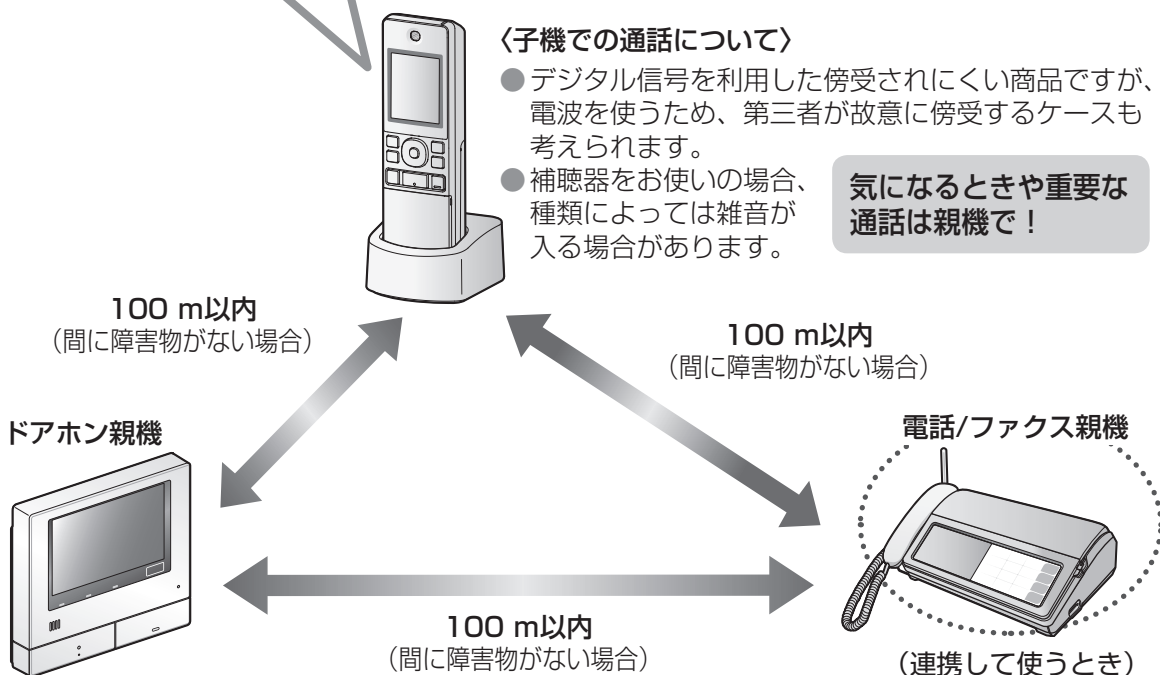 〈子機での通話について〉
●デジタル信号を利用した傍受されにくい商品ですが、
電波を使うため、第三者が故意に傍受するケースも
考えられます。
●補聴器をお使いの場合、
種類によっては雑音が
入る場合があります。
気になるときや重要な
通話は親機で！
100 m以内
（間に障害物がない場合）
100 m以内
（間に障害物がない場合）
ドアホン親機
電話/ファクス親機
100 m以内
（間に障害物がない場合）
（連携して使うとき）